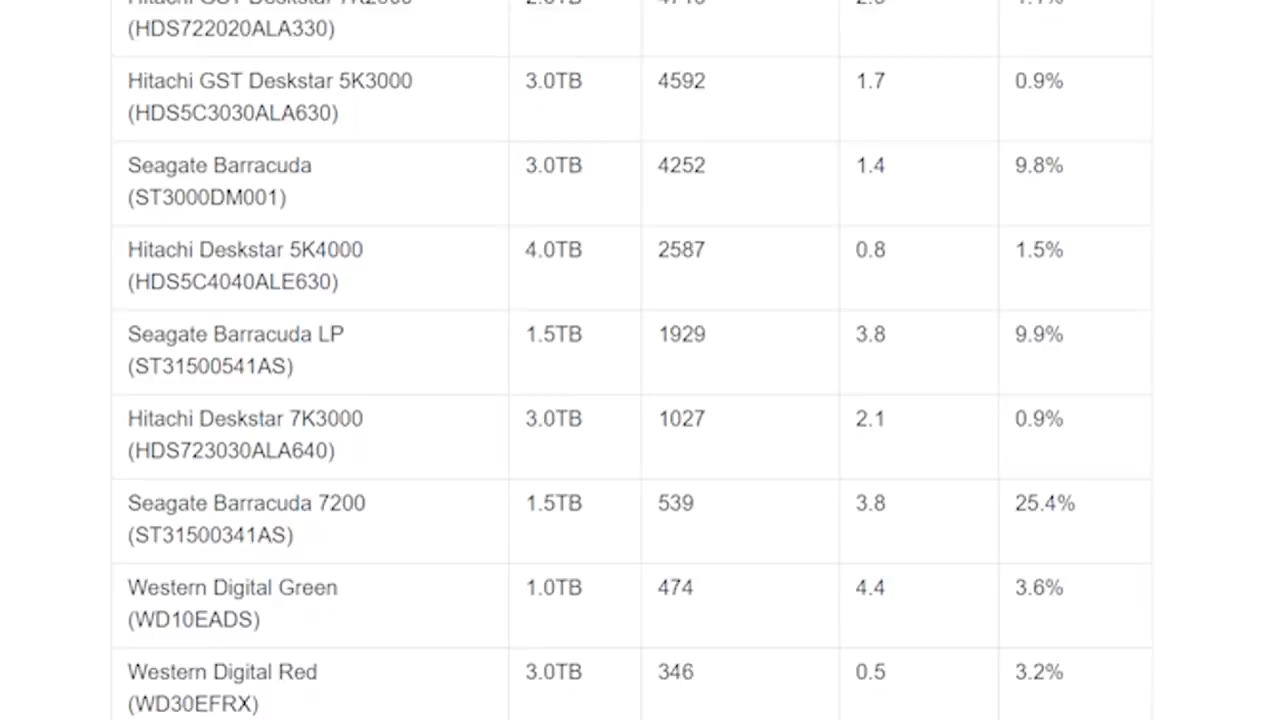 (HDS722020ALA330)
Hitachi GST Deskstar 5K3000 3.0TB 4592 1.7 0.9%
(HDS5C3030ALA630)
Seagate Barracuda 3.0TB 4252 1.4 9.8%
(ST3000DM001)
Hitachi Deskstar 5K4000 4.0TB 2587 0.8 1.5%
(HDS5C4040ALE630)
Seagate Barracuda LP 1.5TB 1929 3.8 9.9%
(ST31500541AS)
Hitachi Deskstar 7K3000 3.0TB 1027 2.1 0.9%
(HDS723030ALA640)
Seagate Barracuda 7200 1.5TB 539 3.8 25.4%
(ST31500341AS)
Western Digital Green 1.0TB 474 4.4 3.6%
(WD10EADS)
Western Digital Red 3.0TB 346 0.5 3.2%
(WD30EFRX)